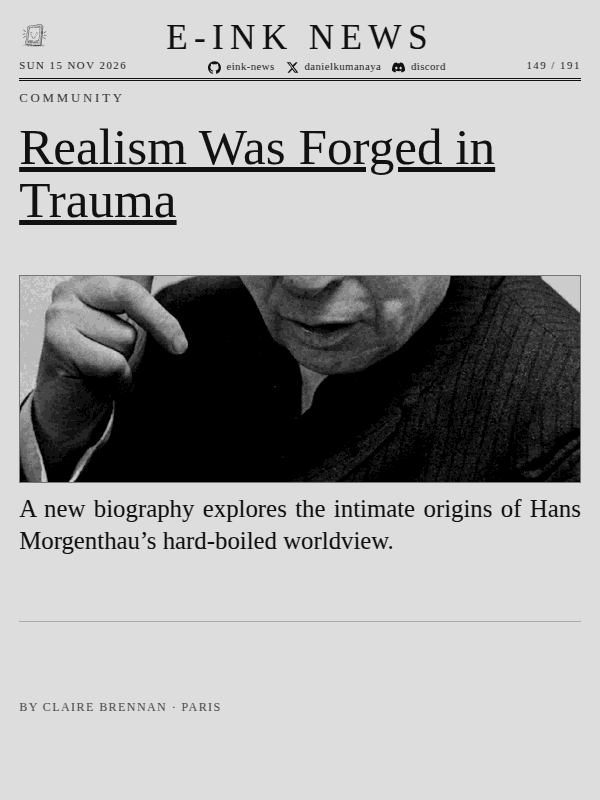 E-INK NEWS
SUN 15 NOV 2026
eink-news
danielkumanaya
discord
149 / 191
COMMUNITY
Realism Was Forged in
Trauma
A new biography explores the intimate origins of Hans
Morgenthau’s hard-boiled worldview.
BY CLAIRE BRENNAN · PARIS